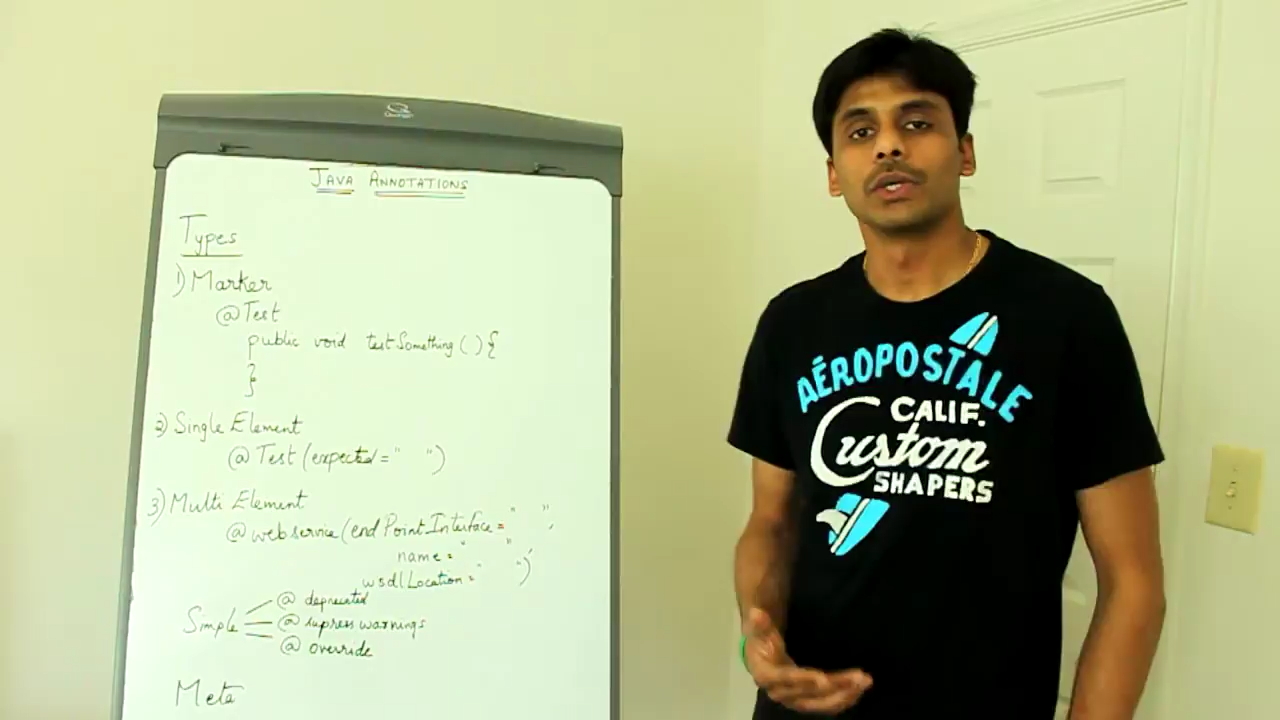 JAVA ANNOTATIONS
Types
1) Marker
@Test
public void testSomething ( ) {
}
2) Single Element
@ Test (expected = " ")
3) Multi Element
@ webservice (endPointInterface = " ",
name = " ",
wsdlLocation = " ")
Simple
@ deprecated
@ supress warnings
@ override
Meta
AÉROPOSTALE
CALIF.
Custom
SHAPERS